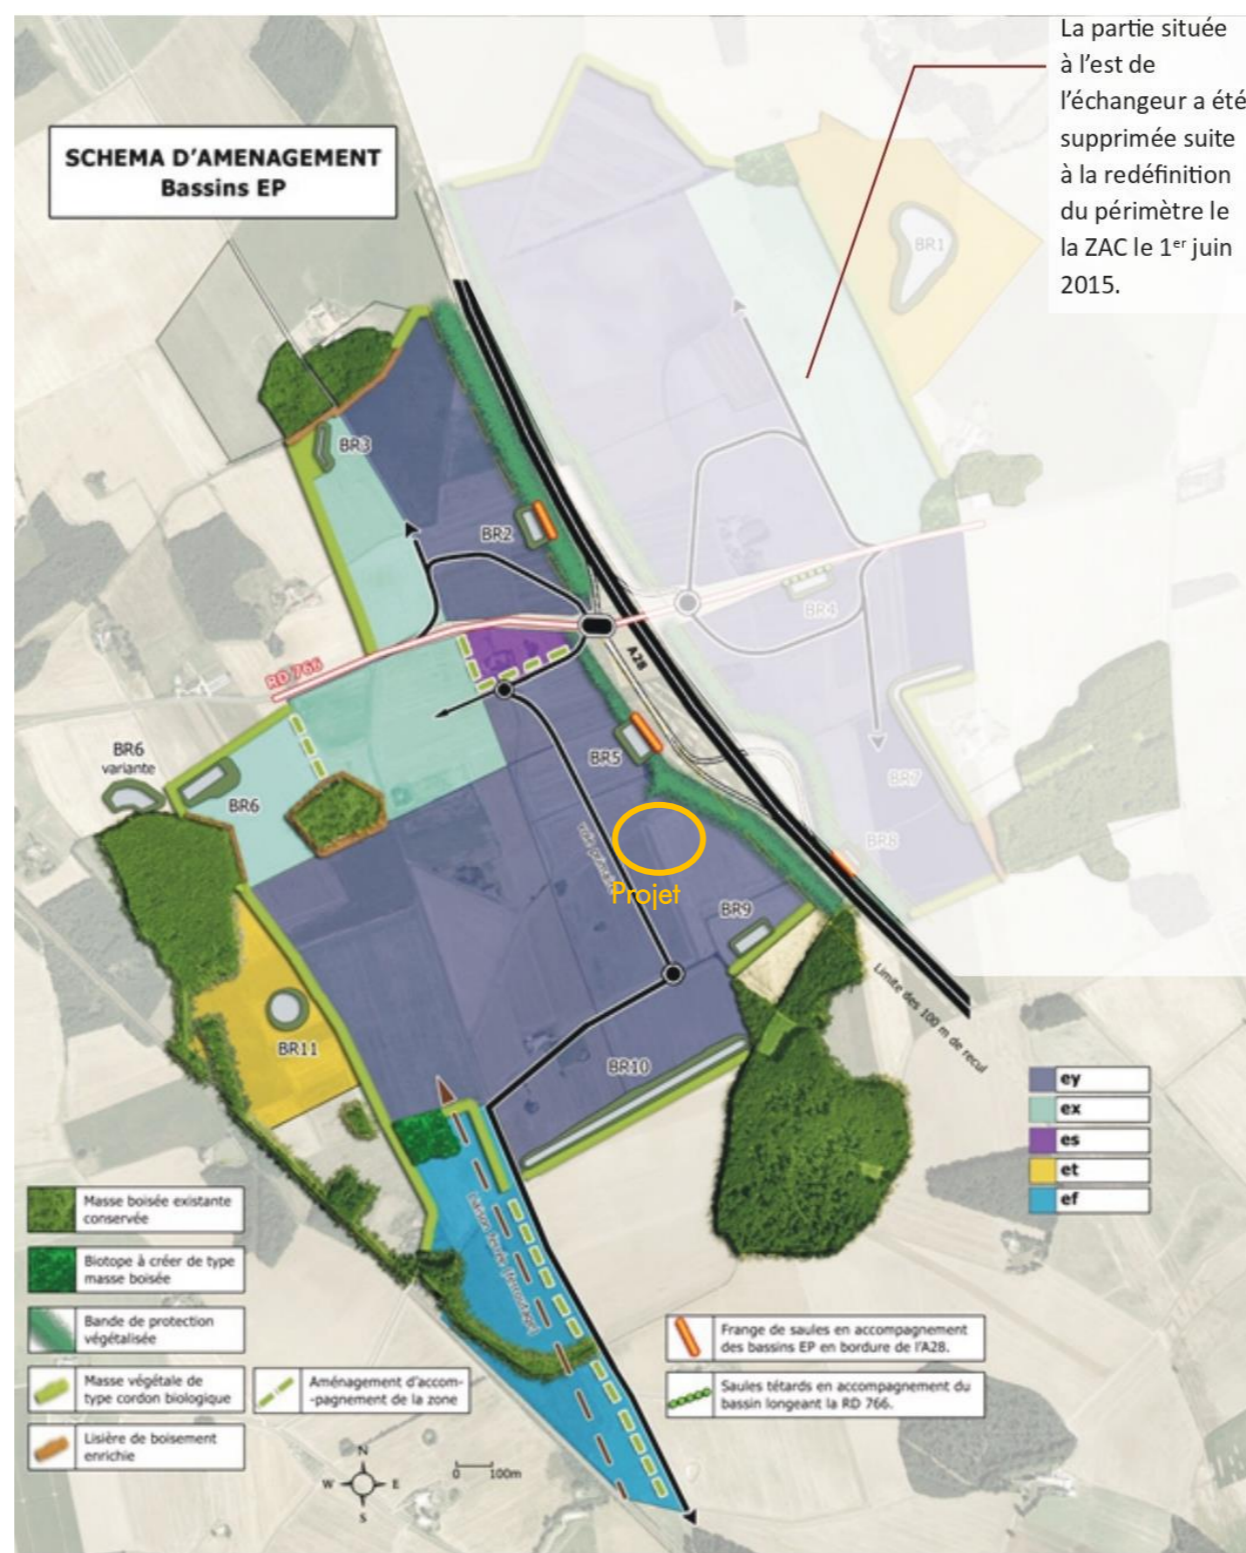 La partie située
à l’est de
l’échangeur a été
supprimée suite
à la redéfinition
du périmètre le
la ZAC le 1er juin
2015.
SCHEMA D’AMENAGEMENT
Bassins EP
BR1
BR3
BR2
BR4
RD 766
A28
BR5
BR7
BR6
variante
BR6
BR8
voie
Projet
BR9
Limite des 100 m de recul
BR11
BR10
ey
ex
es
et
ef
Masse boisée existante
conservée
Biotope à créer de type
masse boisée
Bande de protection
végétalisée
Masse végétale de
type cordon biologique
Lisière de boisement
enrichie
Aménagement d’accom-
-pagnement de la zone
Frange de saules en accompagnement
des bassins EP en bordure de l’A28.
Saules tétards en accompagnement du
bassin longeant la RD 766.
N
W
E
S
0
100m